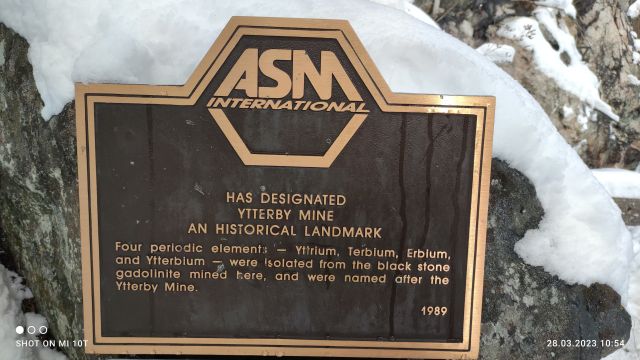 ASM
INTERNATIONAL
HAS DESIGNATED
YTTERBY MINE
AN HISTORICAL LANDMARK
Four periodic elements — Yttrium, Terbium, Erbium,
and Ytterbium — were isolated from the black stone
gadolinite mined here, and were named after the
Ytterby Mine.
1989
SHOT ON MI 10T
28.03.2023 10:54